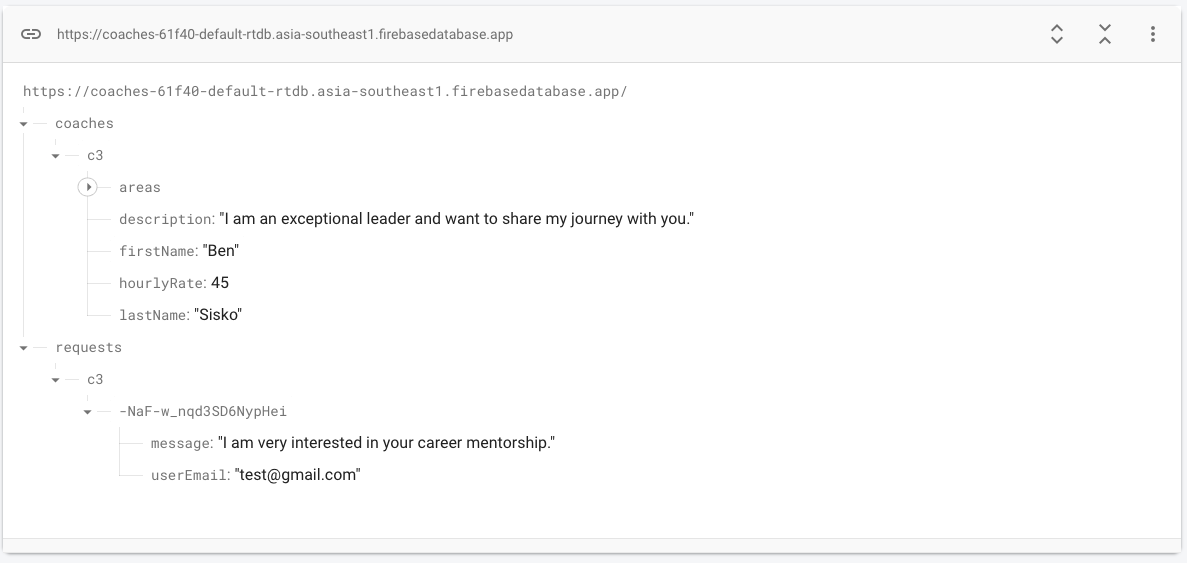 https://coaches-61f40-default-rtdb.asia-southeast1.firebasedatabase.app
https://coaches-61f40-default-rtdb.asia-southeast1.firebasedatabase.app/
coaches
c3
areas
description: "I am an exceptional leader and want to share my journey with you."
firstName: "Ben"
hourlyRate: 45
lastName: "Sisko"
requests
c3
-NaF-w_nqd3SD6NypHei
message: "I am very interested in your career mentorship."
userEmail: "test@gmail.com"